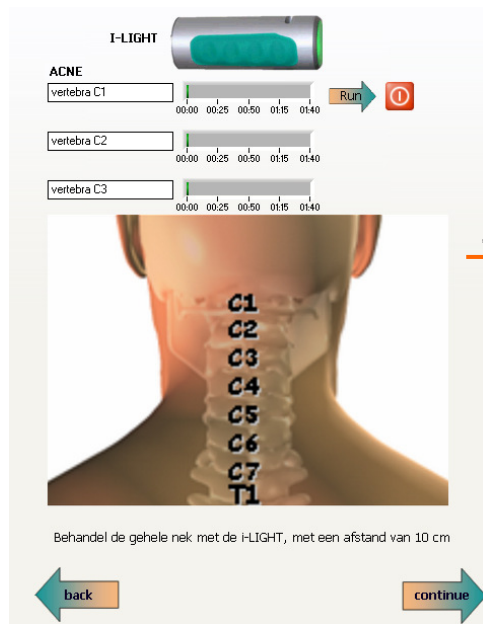 I-LIGHT
ACNE
vertebra C1
00:00 00:25 00:50 01:15 01:40
Run
vertebra C2
00:00 00:25 00:50 01:15 01:40
vertebra C3
00:00 00:25 00:50 01:15 01:40
C1
C2
C3
C4
C5
C6
C7
T1
Behandel de gehele nek met de i-LIGHT, met een afstand van 10 cm
back continue